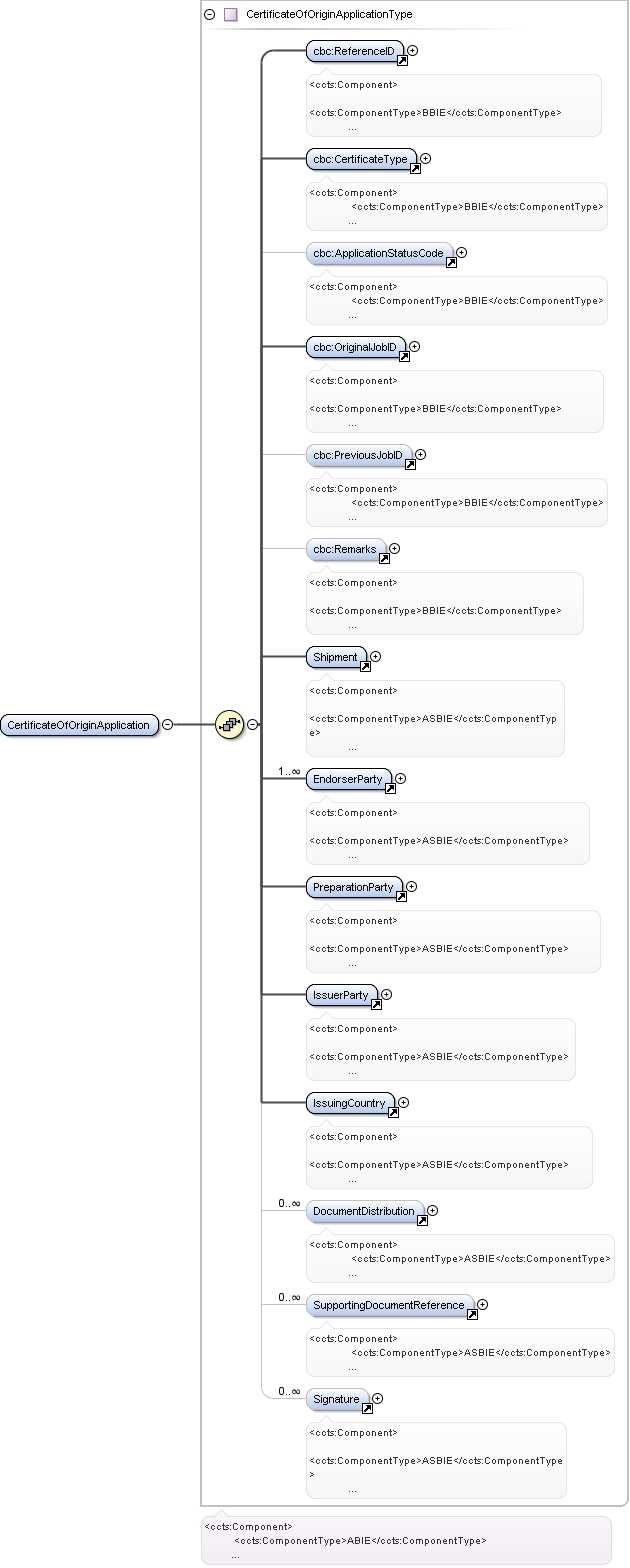 CertificateOfOriginApplicationType
cbc:ReferenceID
<ccts:Component>
<ccts:ComponentType>BBIE</ccts:ComponentType>
...
cbc:CertificateType
<ccts:Component>
<ccts:ComponentType>BBIE</ccts:ComponentType>
...
cbc:ApplicationStatusCode
<ccts:Component>
<ccts:ComponentType>BBIE</ccts:ComponentType>
...
cbc:OriginalJobID
<ccts:Component>
<ccts:ComponentType>BBIE</ccts:ComponentType>
...
cbc:PreviousJobID
<ccts:Component>
<ccts:ComponentType>BBIE</ccts:ComponentType>
...
cbc:Remarks
<ccts:Component>
<ccts:ComponentType>BBIE</ccts:ComponentType>
...
Shipment
<ccts:Component>
<ccts:ComponentType>ASBIE</ccts:ComponentTyp
e>
...
CertificateOfOriginApplication
1..∞
EndorserParty
<ccts:Component>
<ccts:ComponentType>ASBIE</ccts:ComponentType>
...
PreparationParty
<ccts:Component>
<ccts:ComponentType>ASBIE</ccts:ComponentType>
...
IssuerParty
<ccts:Component>
<ccts:ComponentType>ASBIE</ccts:ComponentType>
...
IssuingCountry
<ccts:Component>
<ccts:ComponentType>ASBIE</ccts:ComponentType>
...
0..∞
DocumentDistribution
<ccts:Component>
<ccts:ComponentType>ASBIE</ccts:ComponentType>
...
0..∞
SupportingDocumentReference
<ccts:Component>
<ccts:ComponentType>ASBIE</ccts:ComponentType>
...
0..∞
Signature
<ccts:Component>
<ccts:ComponentType>ASBIE</ccts:ComponentType
>
...
<ccts:Component>
<ccts:ComponentType>ABIE</ccts:ComponentType>
...